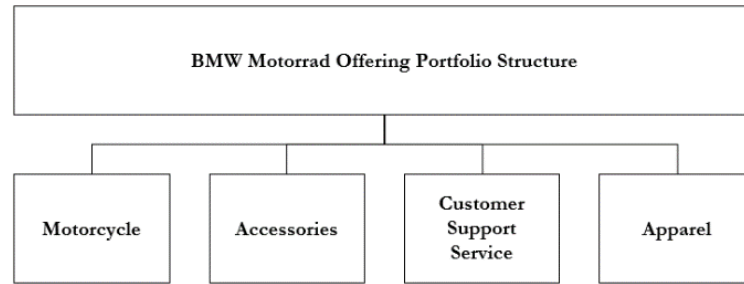 BMW Motorrad Offering Portfolio Structure
Motorcycle
Accessories
Customer
Support
Service
Apparel